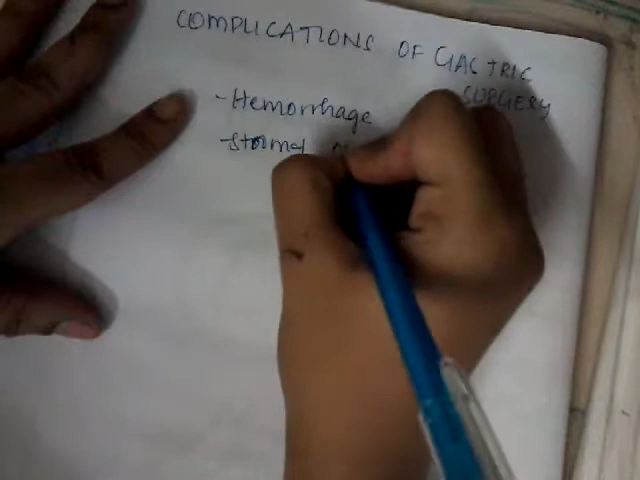 COMPLICATIONS OF GASTRIC
SURGERY
- Hemorrhage
- Stomal